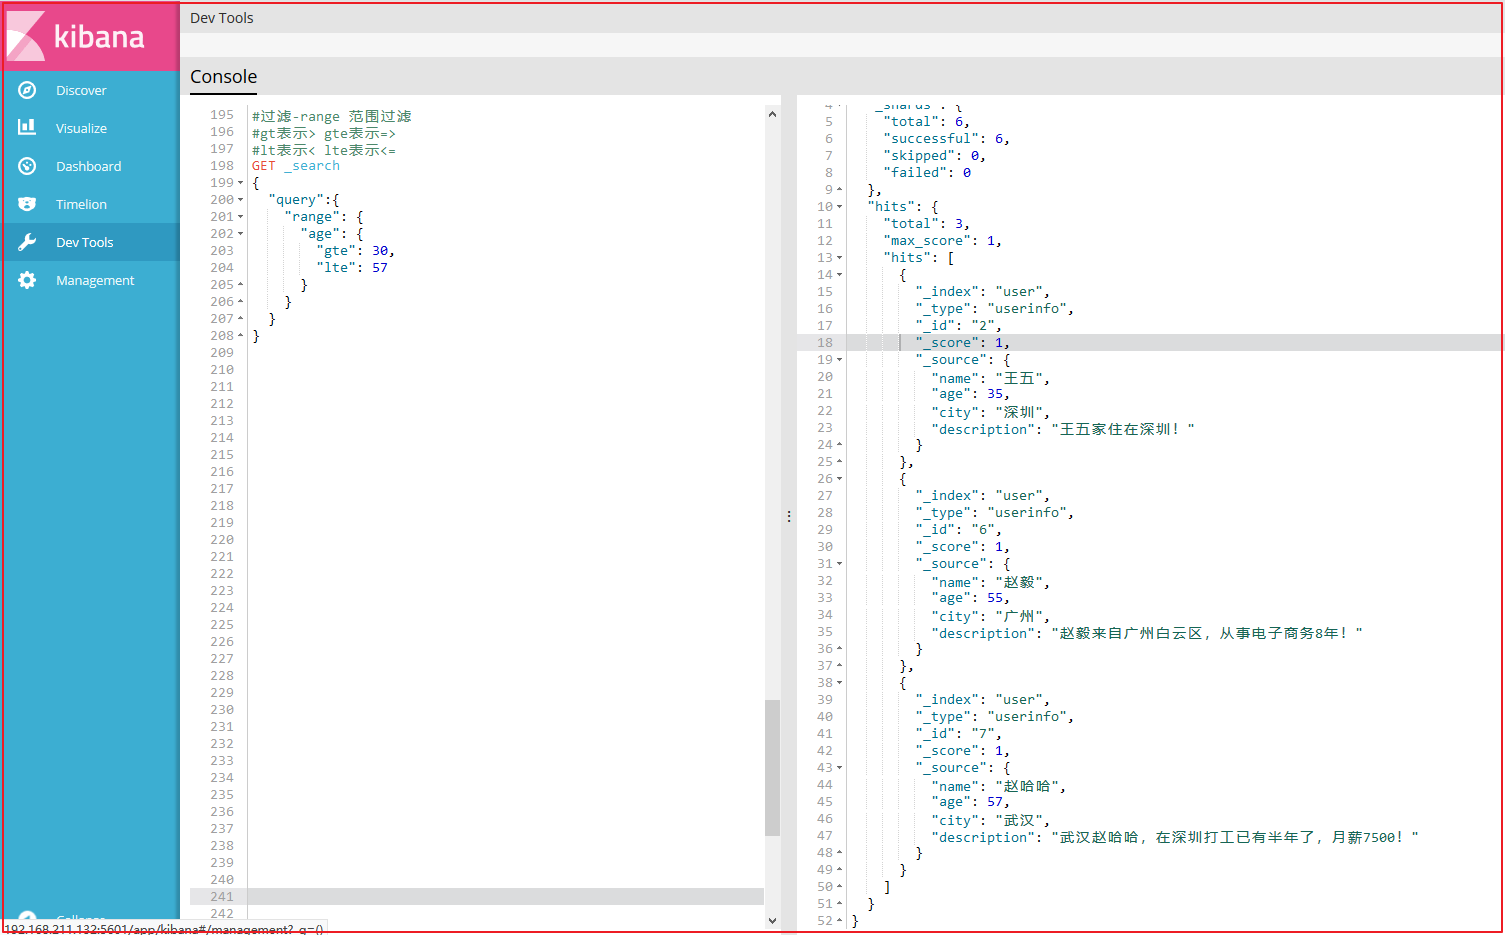 kibana
Discover
Visualize
Dashboard
Timelion
Dev Tools
Management
192.168.211.132:5601/app/kibana#/management?_g=()
Dev Tools
Console
195 #过滤-range 范围过滤
196 #gt表示> gte表示=>
197 #lt表示< lte表示<=
198 GET _search
199 {
200 "query":{
201 "range": {
202 "age": {
203 "gte": 30,
204 "lte": 57
205 }
206 }
207 }
208 }
209
210
211
212
213
214
215
216
217
218
219
220
221
222
223
224
225
226
227
228
229
230
231
232
233
234
235
236
237
238
239
240
241
242
4 "_shards": {
5 "total": 6,
6 "successful": 6,
7 "skipped": 0,
8 "failed": 0
9 },
10 "hits": {
11 "total": 3,
12 "max_score": 1,
13 "hits": [
14 {
15 "_index": "user",
16 "_type": "userinfo",
17 "_id": "2",
18 "_score": 1,
19 "_source": {
20 "name": "王五",
21 "age": 35,
22 "city": "深圳",
23 "description": "王五家住在深圳！"
24 }
25 },
26 {
27 "_index": "user",
28 "_type": "userinfo",
29 "_id": "6",
30 "_score": 1,
31 "_source": {
32 "name": "赵毅",
33 "age": 55,
34 "city": "广州",
35 "description": "赵毅来自广州白云区，从事电子商务8年！"
36 }
37 },
38 {
39 "_index": "user",
40 "_type": "userinfo",
41 "_id": "7",
42 "_score": 1,
43 "_source": {
44 "name": "赵哈哈",
45 "age": 57,
46 "city": "武汉",
47 "description": "武汉赵哈哈，在深圳打工已有半年了，月薪7500！"
48 }
49 }
50 ]
51 }
52 }